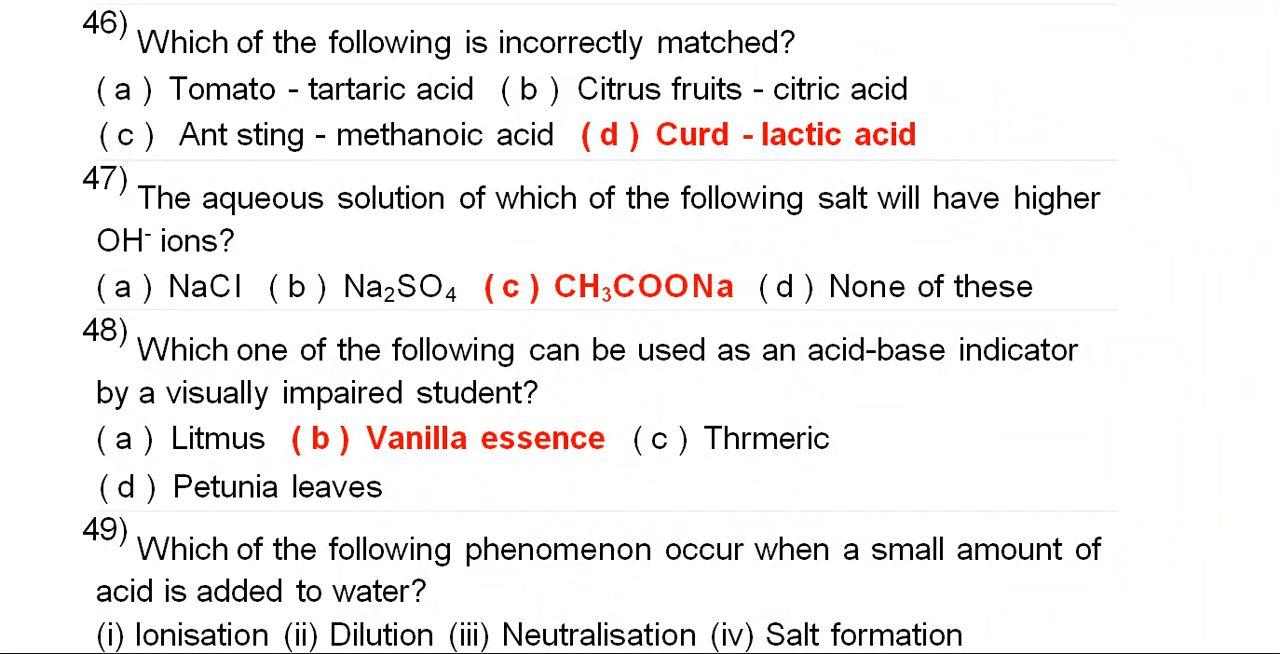 46) Which of the following is incorrectly matched?
( a ) Tomato - tartaric acid ( b ) Citrus fruits - citric acid
( c ) Ant sting - methanoic acid ( d ) Curd - lactic acid
47) The aqueous solution of which of the following salt will have higher
OH⁻ ions?
( a ) NaCl ( b ) Na₂SO₄ ( c ) CH₃COONa ( d ) None of these
48) Which one of the following can be used as an acid-base indicator
by a visually impaired student?
( a ) Litmus ( b ) Vanilla essence ( c ) Thrmeric
( d ) Petunia leaves
49) Which of the following phenomenon occur when a small amount of
acid is added to water?
(i) Ionisation (ii) Dilution (iii) Neutralisation (iv) Salt formation